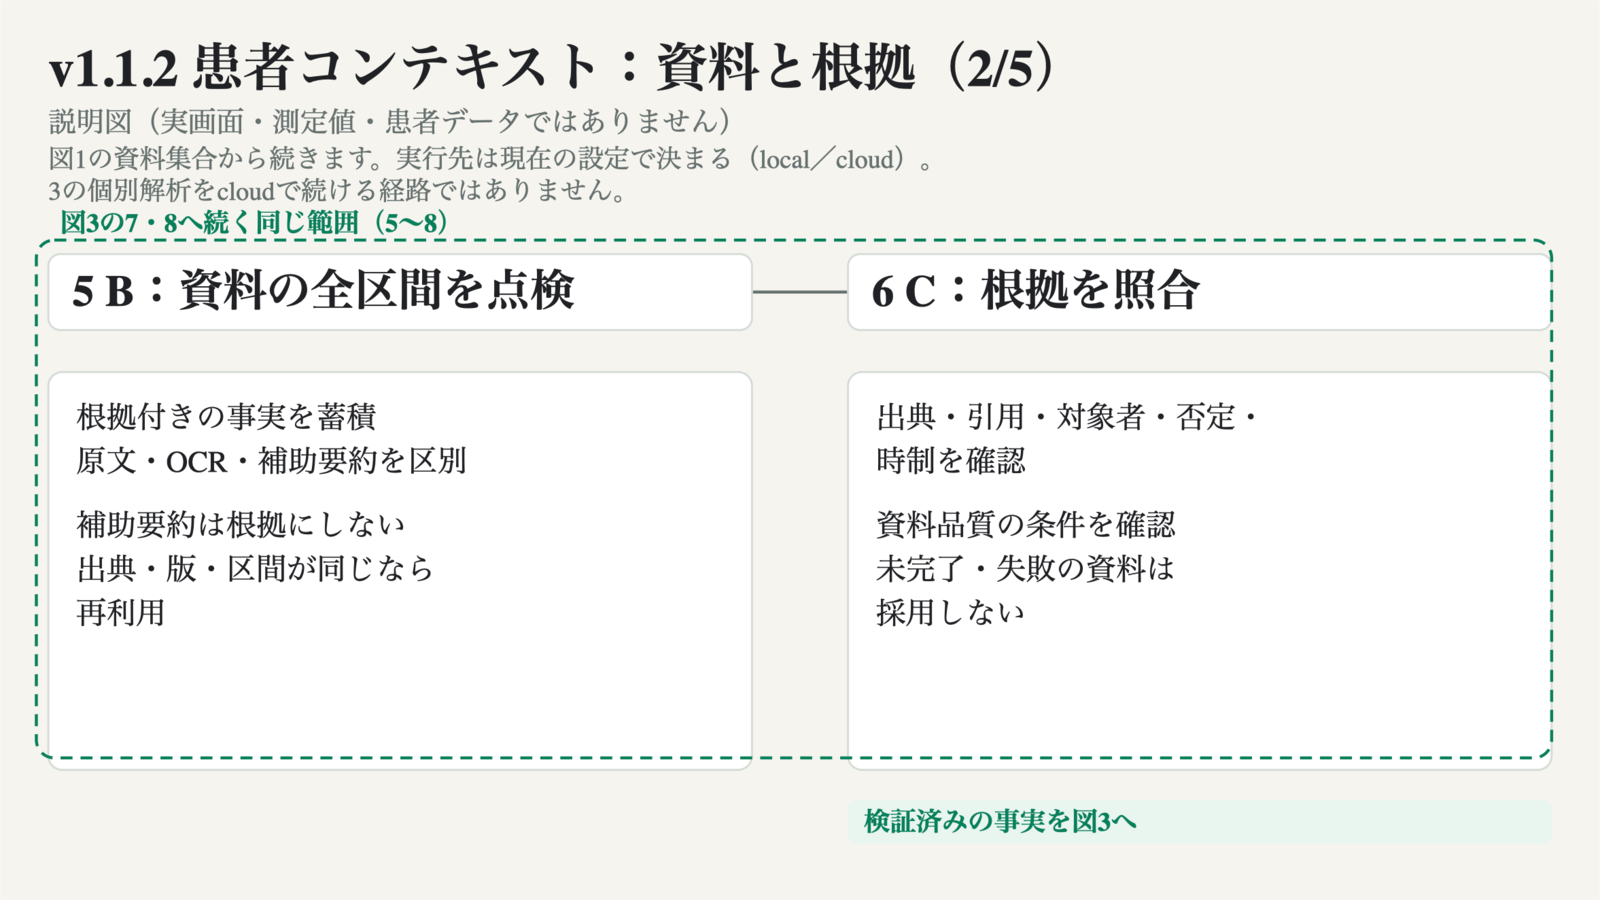 v1.1.2 患者コンテキスト：資料と根拠（2/5）
説明図（実画面・測定値・患者データではありません）
図1の資料集合から続きます。実行先は現在の設定で決まる（local／cloud）。
3の個別解析をcloudで続ける経路ではありません。
図3の7・8へ続く同じ範囲（5〜8）
5 B：資料の全区間を点検
根拠付きの事実を蓄積
原文・OCR・補助要約を区別
補助要約は根拠にしない
出典・版・区間が同じなら
再利用
6 C：根拠を照合
出典・引用・対象者・否定・
時制を確認
資料品質の条件を確認
未完了・失敗の資料は
採用しない
検証済みの事実を図3へ